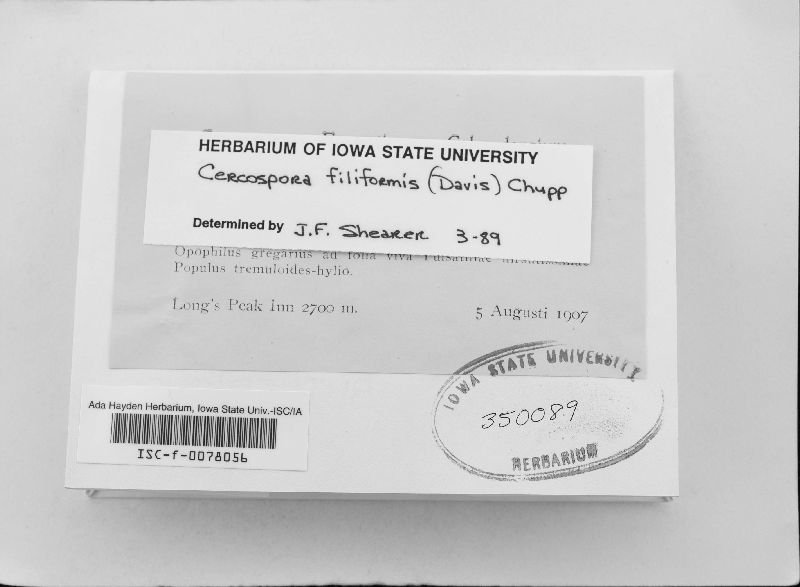 HERBARIUM OF IOWA STATE UNIVERSITY
Cercospora filiformis (Davis) Chupp
Determined by J.F. Shearer 3-89
Opophilus gregarius ad folia viva
Populus tremuloides-hylio.
Long's Peak Inn 2700 m.
5 Augusti 1907
IOWA STATE UNIVERSITY
350089
HERBARIUM
Ada Hayden Herbarium, Iowa State Univ.-ISC/IA
ISC-f-0078056